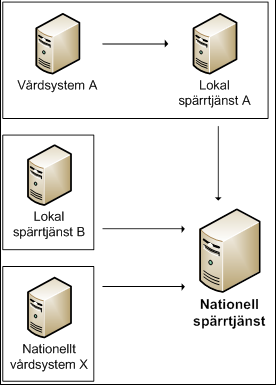 Vårdsystem A
Lokal
spärrtjänst A
Lokal
spärrtjänst B
Nationell
spärrtjänst
Nationellt
vårdsystem X